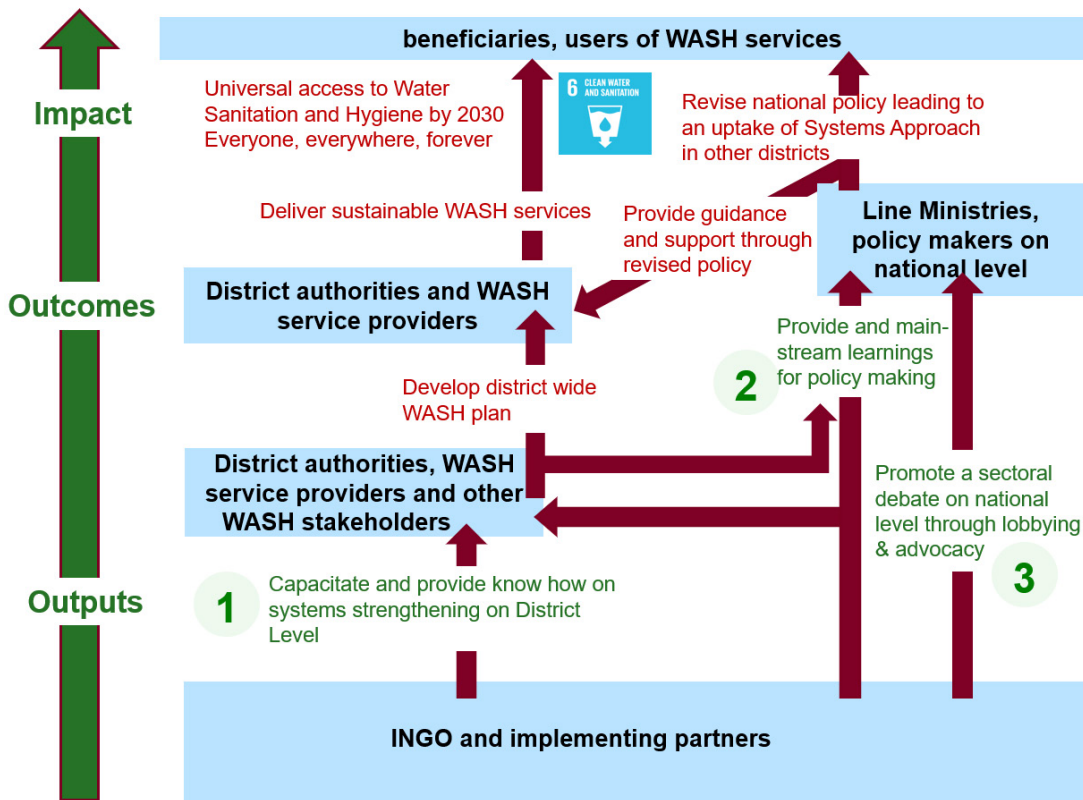 beneficiaries, users of WASH services
Impact
Universal access to Water
Sanitation and Hygiene by 2030
Everyone, everywhere, forever
6 CLEAN WATER
AND SANITATION
Revise national policy leading to
an uptake of Systems Approach
in other districts
Deliver sustainable WASH services
Provide guidance
and support through
revised policy
Line Ministries,
policy makers on
national level
Outcomes
District authorities and WASH
service providers
2
Provide and main-
stream learnings
for policy making
Develop district wide
WASH plan
District authorities, WASH
service providers and other
WASH stakeholders
Promote a sectoral
debate on national
level through lobbying
& advocacy
3
Outputs
1
Capacitate and provide know how on
systems strengthening on District
Level
INGO and implementing partners